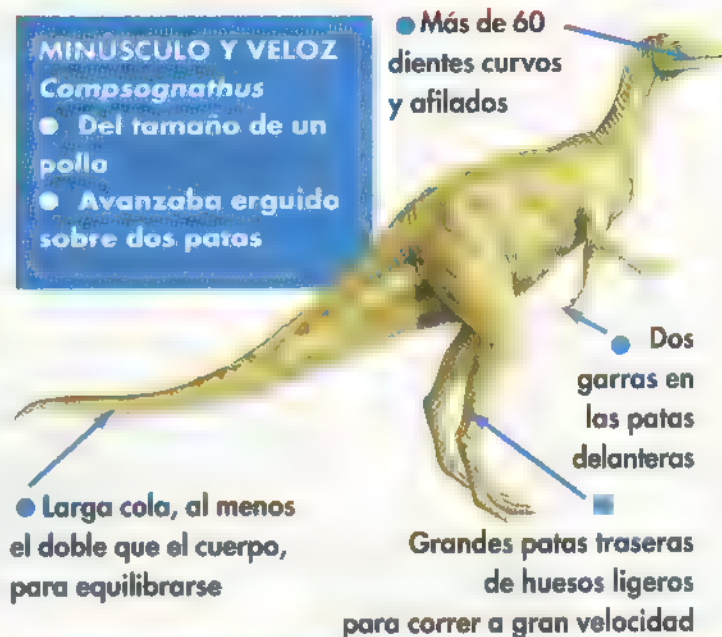 MINUSCULO Y VELOZ
Compsognathus
● Del tamaño de un
pollo
● Avanzaba erguido
sobre dos patas
● Más de 60
dientes curvos
y afilados
● Dos
garras en
las patas
delanteras
● Larga cola, al menos
el doble que el cuerpo,
para equilibrarse
■
Grandes patas traseras
de huesos ligeros
para correr a gran velocidad